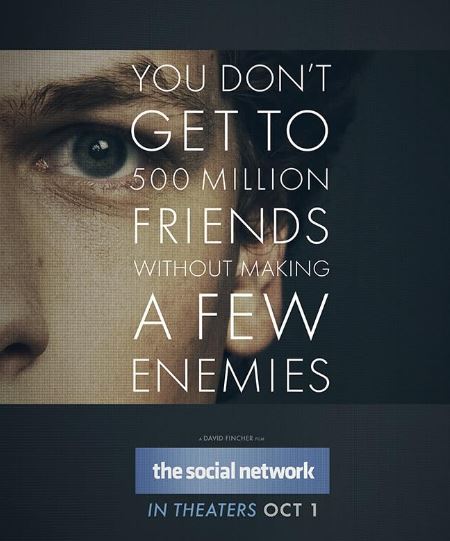 YOU DON'T
GET TO
500 MILLION
FRIENDS
WITHOUT MAKING
A FEW
ENEMIES
A DAVID FINCHER FILM
the social network
IN THEATERS OCT 1